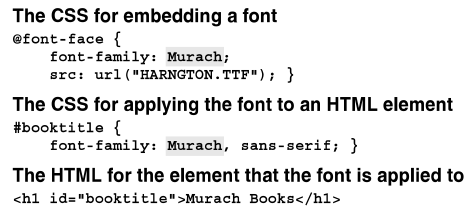 The CSS for embedding a font
@font-face {
    font-family: Murach;
    src: url("HARNGTON.TTF"); }
The CSS for applying the font to an HTML element
#booktitle {
    font-family: Murach, sans-serif; }
The HTML for the element that the font is applied to
<h1 id="booktitle">Murach Books</h1>